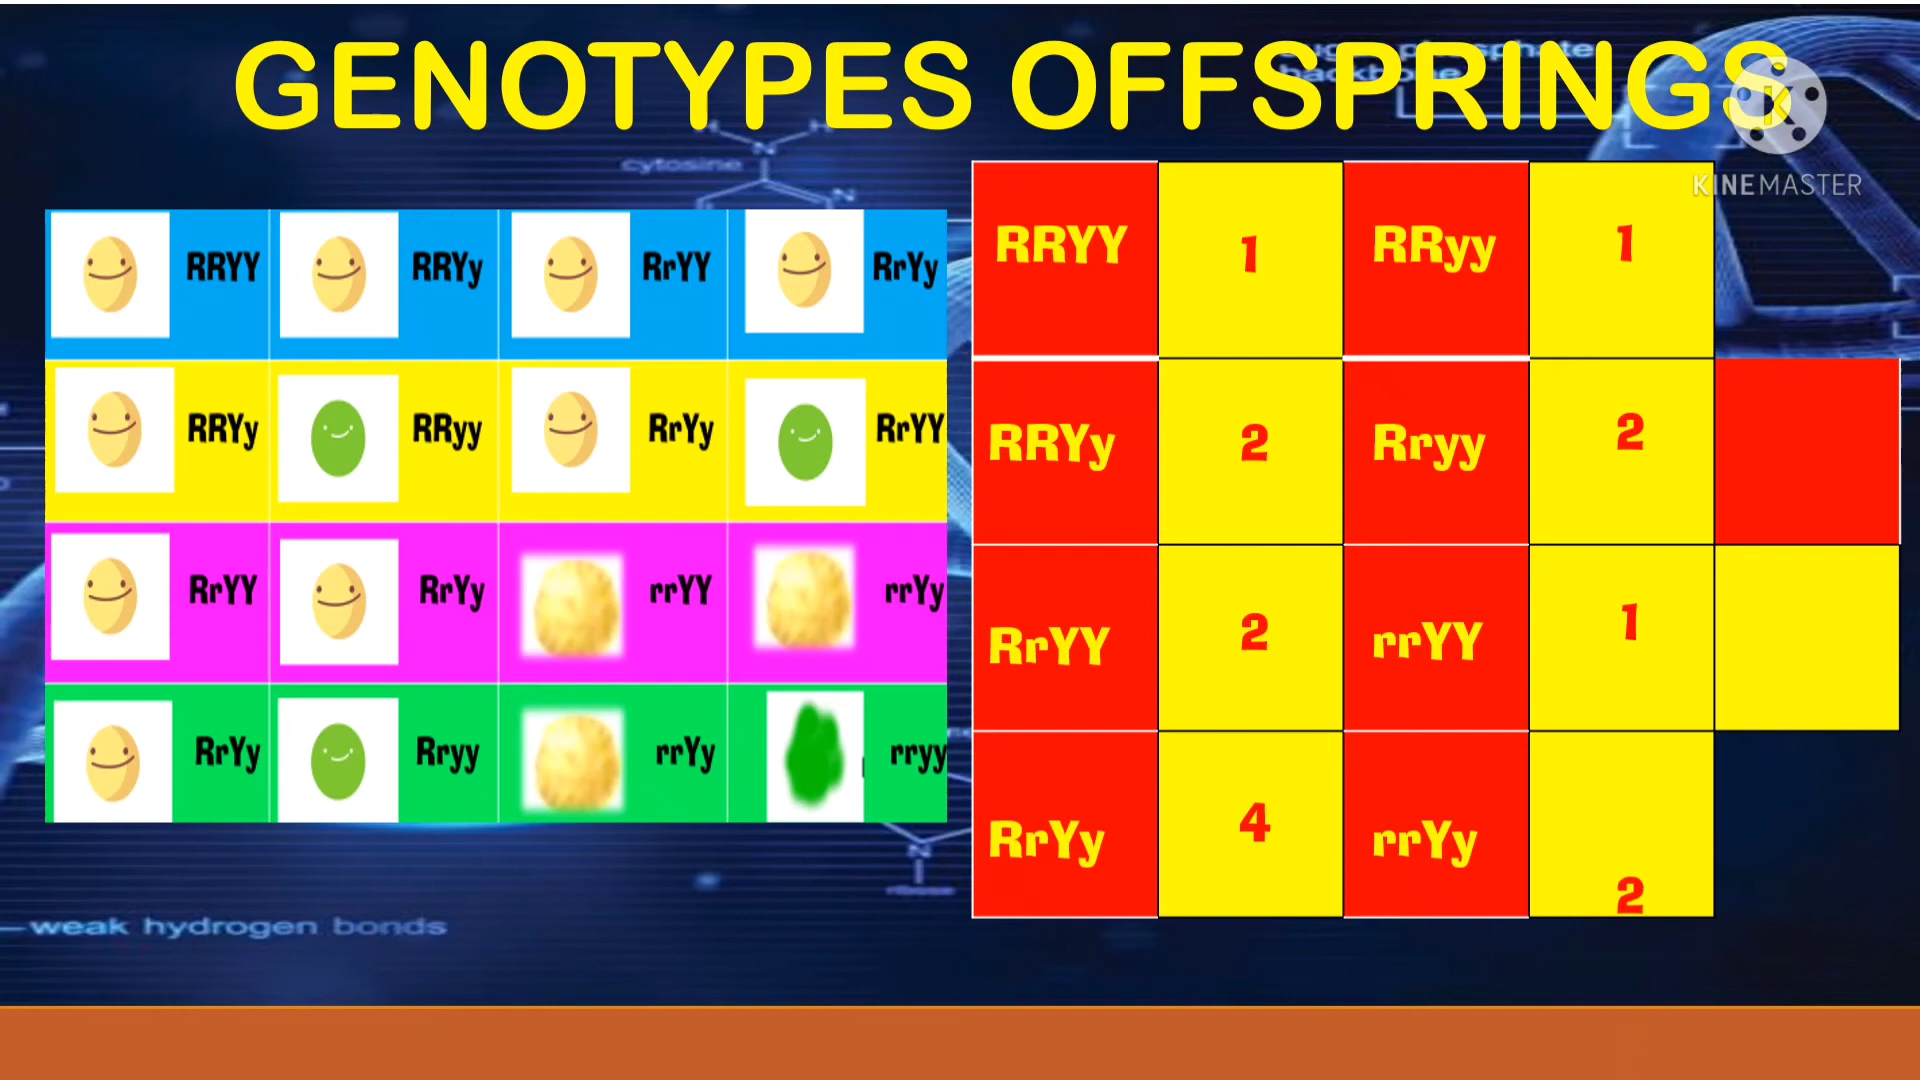 GENOTYPES OFFSPRINGS
KINEMASTER
cytosine
N
N
RRYY RRYy RrYY RrYy
RRYy RRyy RrYy RrYY
RrYY RrYy rrYY rrYy
RrYy Rryy rrYy rryy
RRYY 1 RRyy 1
RRYy 2 Rryy 2
RrYY 2 rrYY 1
RrYy 4 rrYy 2
N
weak hydrogen bonds